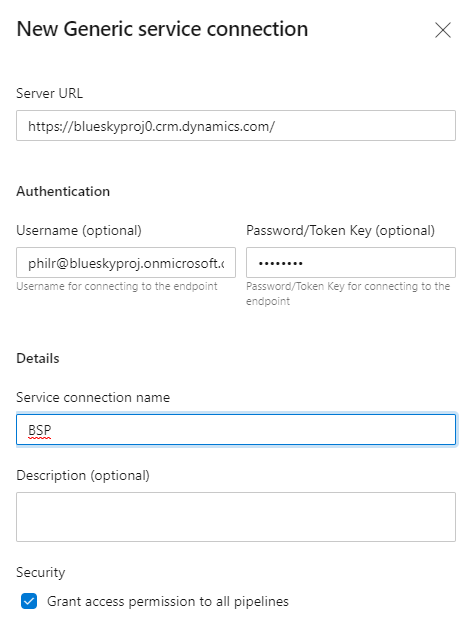 New Generic service connection
Server URL
https://blueskyproj0.crm.dynamics.com/
Authentication
Username (optional)
Password/Token Key (optional)
philr@blueskyproj.onmicrosoft.c
••••••••
Username for connecting to the endpoint
Password/Token Key for connecting to the
endpoint
Details
Service connection name
BSP
Description (optional)
Security
Grant access permission to all pipelines